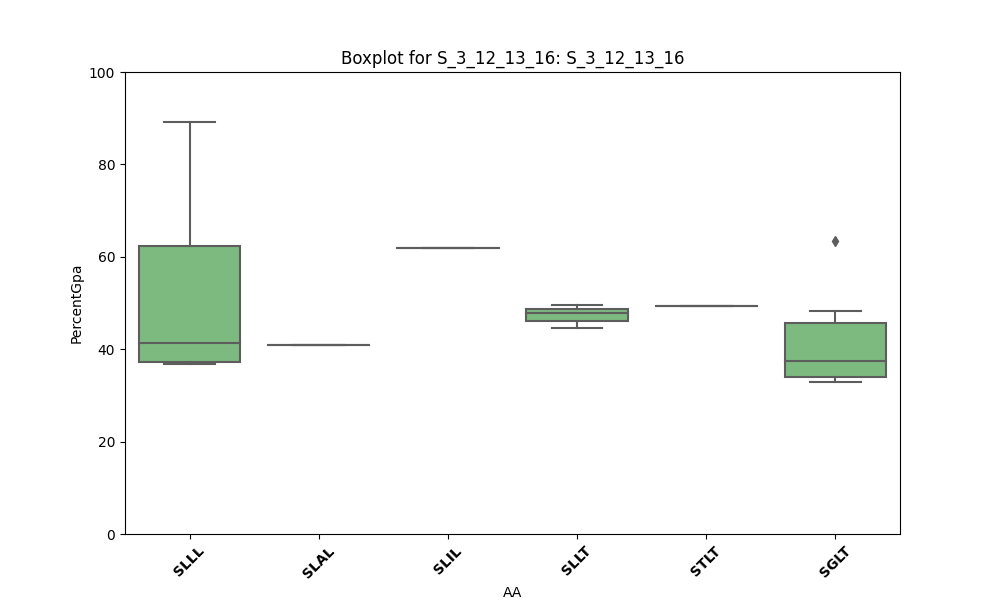 Boxplot for S_3_12_13_16: S_3_12_13_16
100
80
60
40
20
0
PercentGpa
SLLL
SLAL
SLIL
SLLT
STLT
SGLT
AA